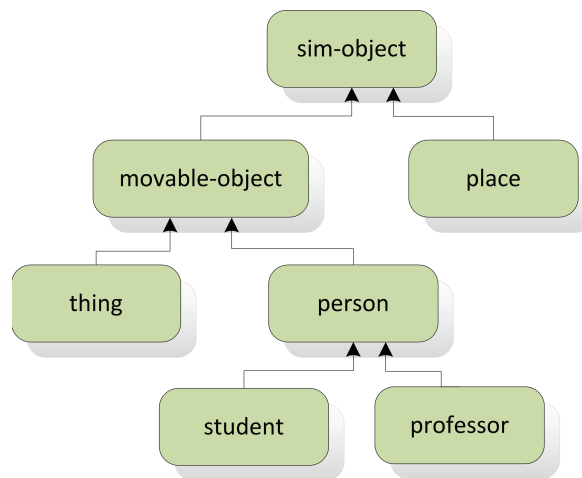 sim-object
movable-object
place
thing
person
student
professor